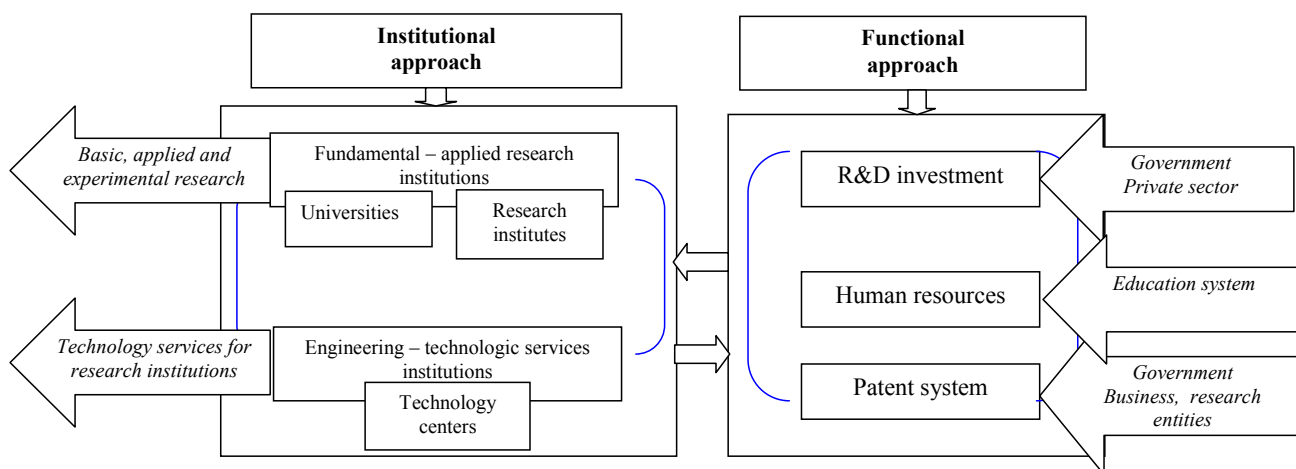 Institutional
approach
Functional
approach
Basic, applied and
experimental research
Fundamental – applied research
institutions
Universities
Research
institutes
Technology services for
research institutions
Engineering – technologic services
institutions
Technology
centers
R&D investment
Human resources
Patent system
Government
Private sector
Education system
Government
Business, research
entities